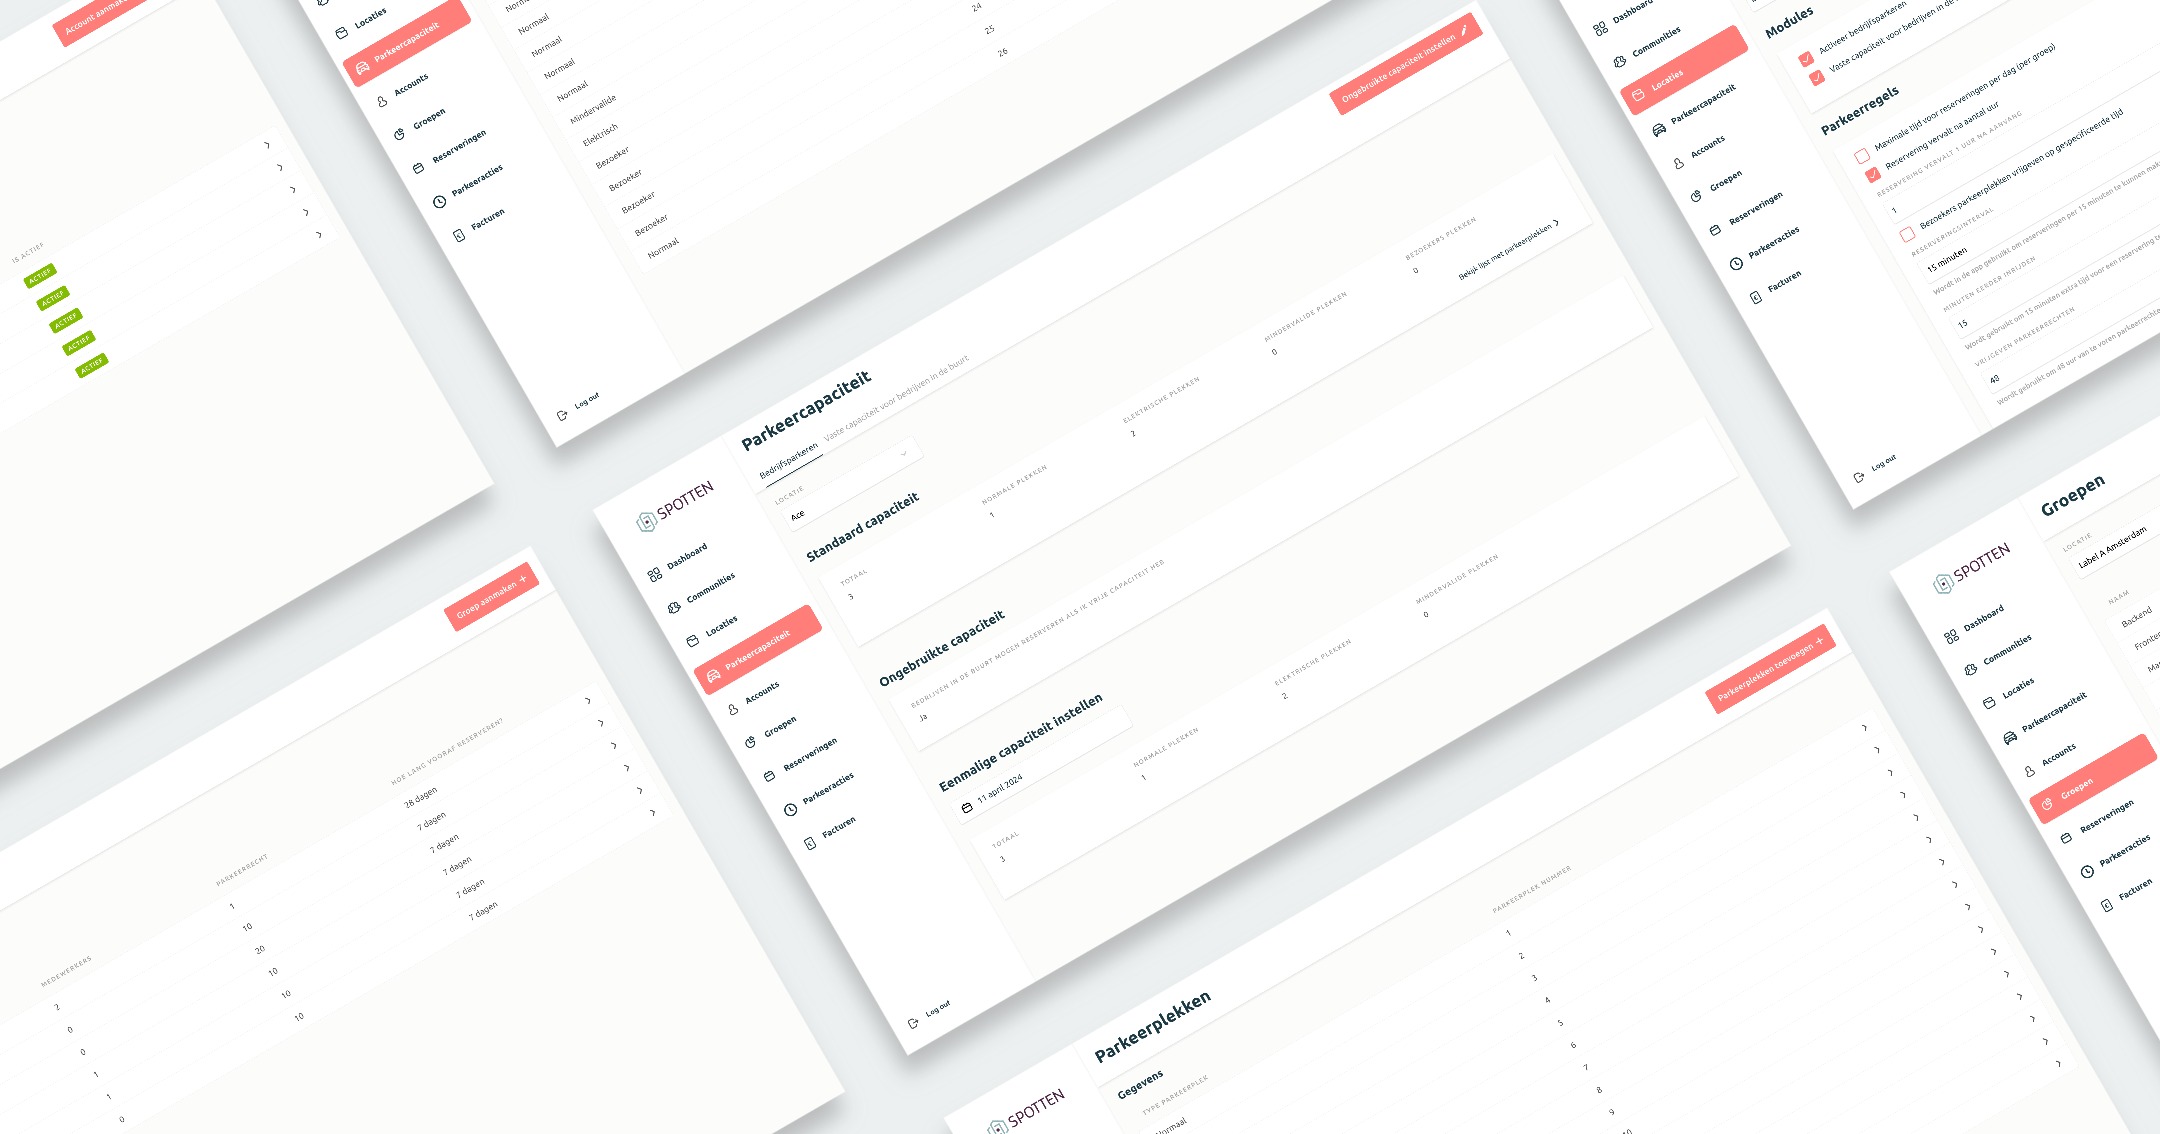 Account aanmaken
IS ACTIEF
ACTIEF
ACTIEF
ACTIEF
ACTIEF
ACTIEF
Locaties
Parkeercapaciteit
Accounts
Groepen
Reserveringen
Parkeeracties
Facturen
Log out
Normaal
Normaal
Normaal
Normaal
Mindervalide
Elektrisch
Bezoeker
Bezoeker
Bezoeker
Bezoeker
Normaal
24
25
26
Ongebruikte capaciteit instellen
SPOTTEN
Dashboard
Communities
Locaties
Parkeercapaciteit
Accounts
Groepen
Reserveringen
Parkeeracties
Facturen
Log out
Parkeercapaciteit
Bedrijfsparkeren
Vaste capaciteit voor bedrijven in de buurt
LOCATIE
Ace
Standaard capaciteit
TOTAAL
3
NORMALE PLEKKEN
1
ELEKTRISCHE PLEKKEN
2
MINDERVALIDE PLEKKEN
0
BEZOEKERS PLEKKEN
0
Bekijk lijst met parkeerplekken
Ongebruikte capaciteit
BEDRIJVEN IN DE BUURT MOGEN RESERVEREN ALS IK VRIJE CAPACITEIT HEB
Ja
Eenmalige capaciteit instellen
11 april 2024
TOTAAL
3
NORMALE PLEKKEN
1
ELEKTRISCHE PLEKKEN
2
MINDERVALIDE PLEKKEN
0
Dashboard
Communities
Locaties
Parkeercapaciteit
Accounts
Groepen
Reserveringen
Parkeeracties
Facturen
Log out
Modules
Activeer bedrijfsparkeren
Vaste capaciteit voor bedrijven in de
Parkeerregels
Maximale tijd voor reserveringen per dag (per groep)
Reservering vervalt na aantal uur
RESERVERING VERVALT 1 UUR NA AANVANG
1
Bezoekers parkeerplekken vrijgeven op gespecificeerde tijd
RESERVERINGSINTERVAL
15 minuten
Wordt in de app gebruikt om reserveringen per 15 minuten te kunnen
MINUTEN EERDER INRIJDEN
15
Wordt gebruikt om 15 minuten extra tijd voor een reservering
VRIJGEVEN PARKEERRECHTEN
48
Wordt gebruikt om 48 uur van te voren
Groep aanmaken
MEDEWERKERS
2
0
0
1
1
0
PARKEERRECHT
1
10
20
10
10
10
HOE LANG VOORAF RESERVEREN?
28 dagen
7 dagen
7 dagen
7 dagen
7 dagen
7 dagen
SPOTTEN
Parkeerplekken
Gegevens
TYPE PARKEERPLEK
Normaal
Parkeerplekken toevoegen
PARKEERPLEK NUMMER
1
2
3
4
5
6
7
8
9
10
SPOTTEN
Dashboard
Communities
Locaties
Parkeercapaciteit
Accounts
Groepen
Reserveringen
Parkeeracties
Facturen
Groepen
LOCATIE
Label A Amsterdam
NAAM
Backend